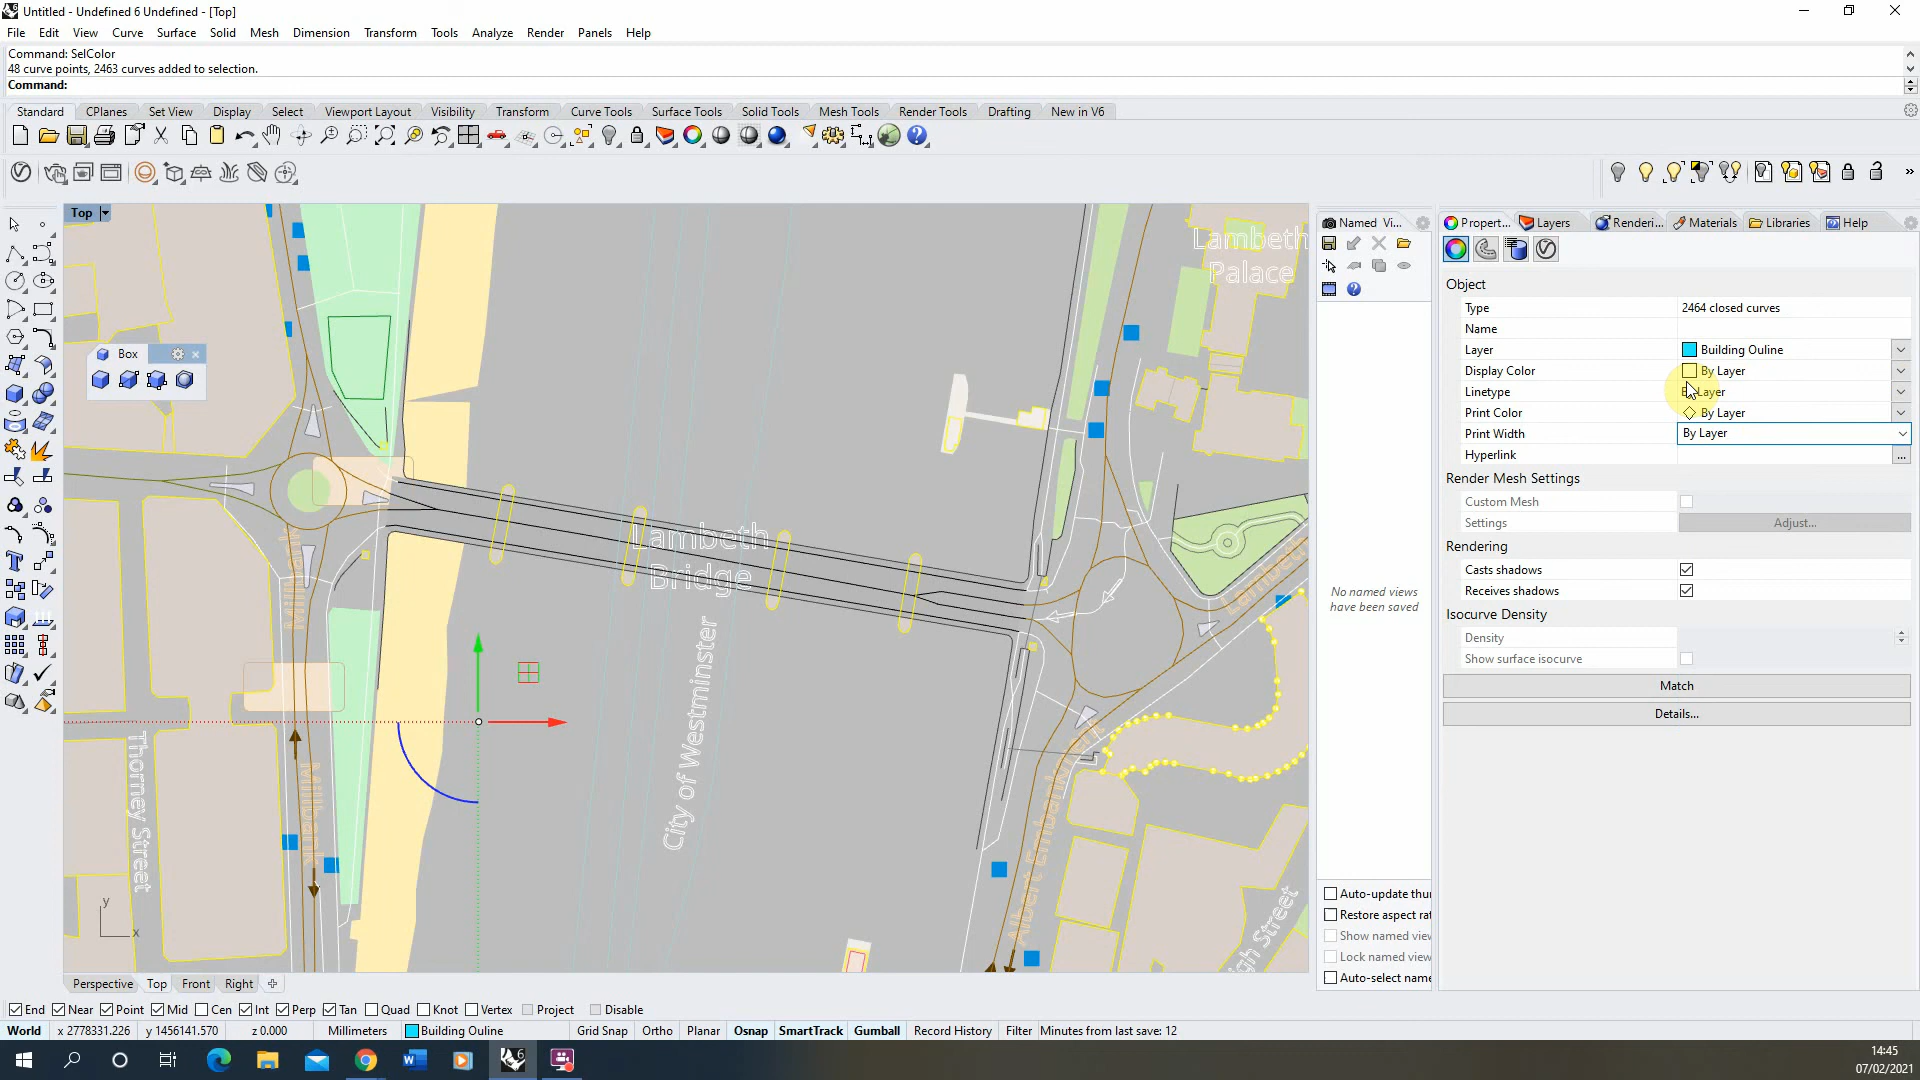 Untitled - Undefined 6 Undefined - [Top]
File Edit View Curve Surface Solid Mesh Dimension Transform Tools Analyze Render Panels Help
Command: SelColor
48 curve points, 2463 curves added to selection.
Command:
Standard CPlanes Set View Display Select Viewport Layout Visibility Transform Curve Tools Surface Tools Solid Tools Mesh Tools Render Tools Drafting New in V6
Top
Named Vi... Propert... Layers Renderi... Materials Libraries Help
Lambeth
Palace
Object
Type 2464 closed curves
Name
Layer Building Ouline
Display Color By Layer
Linetype Layer
Print Color By Layer
Print Width By Layer
Hyperlink ...
Render Mesh Settings
Custom Mesh
Settings Adjust...
Rendering
Casts shadows
Receives shadows
Isocurve Density
Density
Show surface isocurve
Match
Details...
Box
Lambeth
Bridge
Millbank
Lambeth
City of Westminster
Thorney Street
Millbank
Albert Embankment
High Street
No named views
have been saved
Auto-update thu
Restore aspect rat
Show named view
Lock named view
Auto-select name
y
x
Perspective Top Front Right
End Near Point Mid Cen Int Perp Tan Quad Knot Vertex Project Disable
World x 2778331.226 y 1456141.570 z 0.000 Millimeters Building Ouline Grid Snap Ortho Planar Osnap SmartTrack Gumball Record History Filter Minutes from last save: 12
14:45
07/02/2021